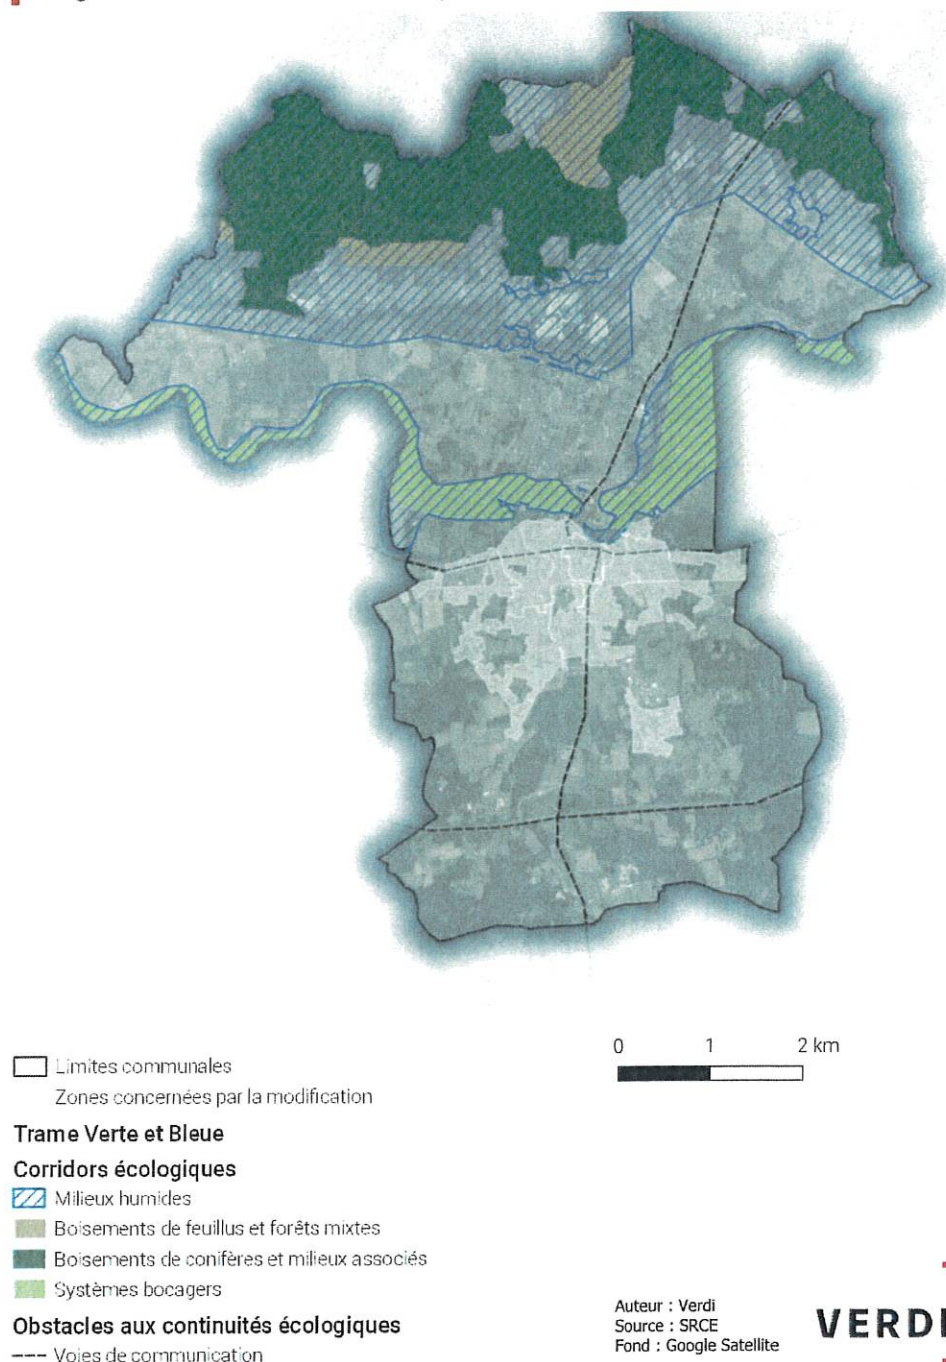 0 1 2 km
Limites communales
Zones concernées par la modification
Trame Verte et Bleue
Corridors écologiques
Milieux humides
Boisements de feuillus et forêts mixtes
Boisements de conifères et milieux associés
Systèmes bocagers
Obstacles aux continuités écologiques
--- Voies de communication
Auteur : Verdi
Source : SRCE
Fond : Google Satellite
VERDI